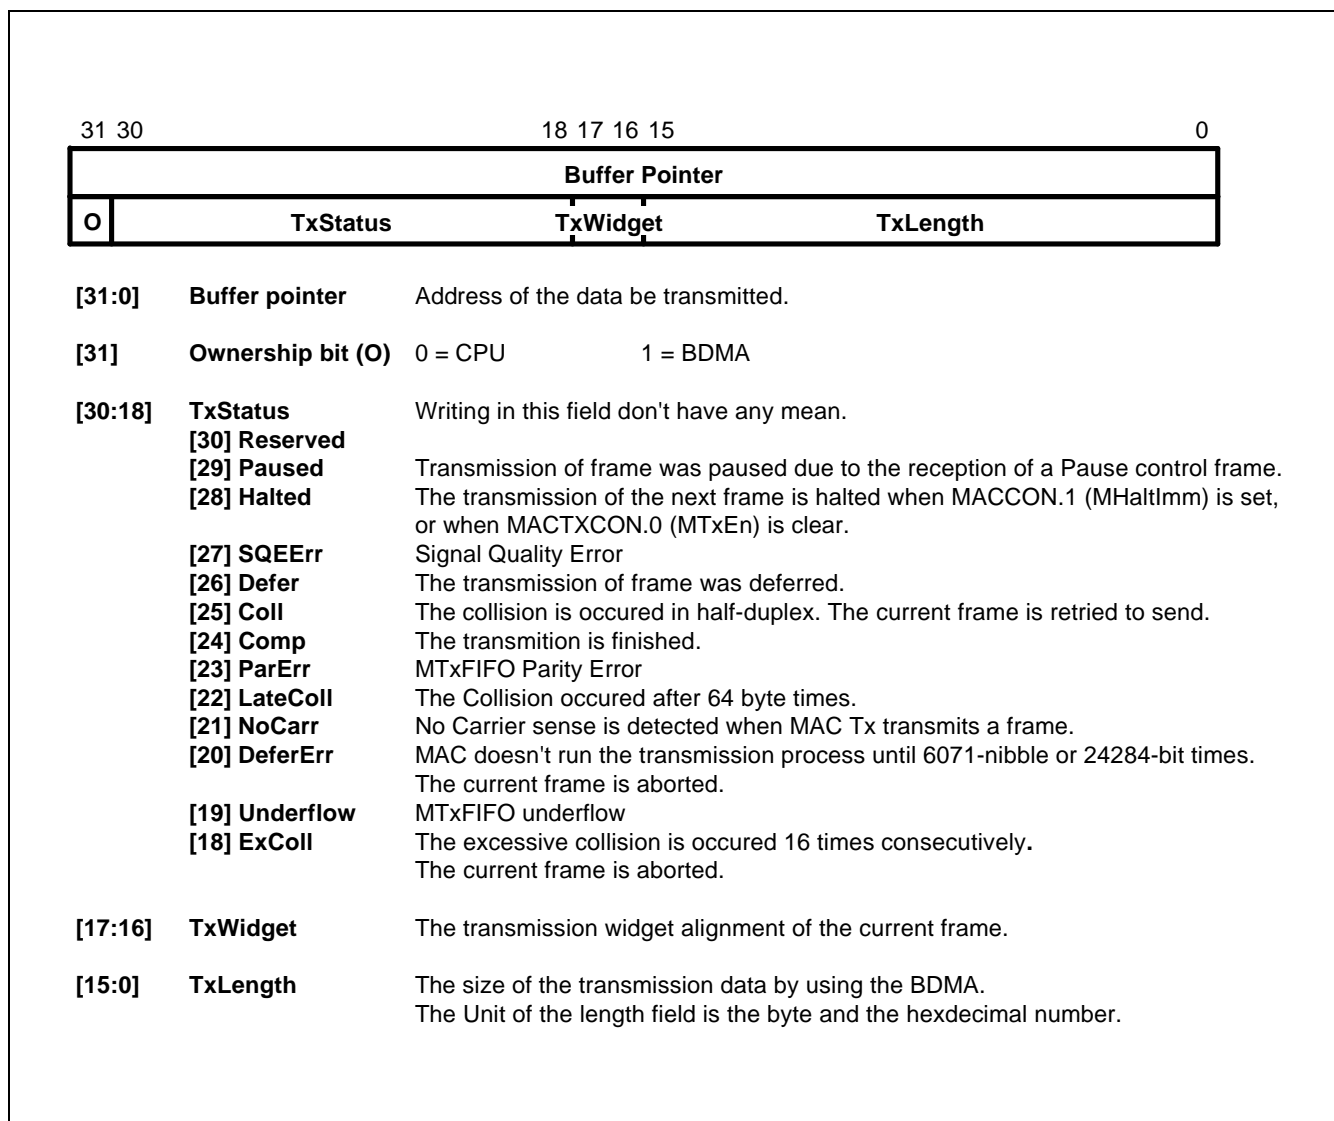 31 30 18 17 16 15 0
Buffer Pointer
O TxStatus TxWidget TxLength
[31:0] Buffer pointer Address of the data be transmitted.
[31] Ownership bit (O) 0 = CPU 1 = BDMA
[30:18] TxStatus Writing in this field don't have any mean.
[30] Reserved
[29] Paused Transmission of frame was paused due to the reception of a Pause control frame.
[28] Halted The transmission of the next frame is halted when MACCON.1 (MHaltImm) is set,
or when MACTXCON.0 (MTxEn) is clear.
[27] SQEErr Signal Quality Error
[26] Defer The transmission of frame was deferred.
[25] Coll The collision is occured in half-duplex. The current frame is retried to send.
[24] Comp The transmition is finished.
[23] ParErr MTxFIFO Parity Error
[22] LateColl The Collision occured after 64 byte times.
[21] NoCarr No Carrier sense is detected when MAC Tx transmits a frame.
[20] DeferErr MAC doesn't run the transmission process until 6071-nibble or 24284-bit times.
The current frame is aborted.
[19] Underflow MTxFIFO underflow
[18] ExColl The excessive collision is occured 16 times consecutively.
The current frame is aborted.
[17:16] TxWidget The transmission widget alignment of the current frame.
[15:0] TxLength The size of the transmission data by using the BDMA.
The Unit of the length field is the byte and the hexdecimal number.